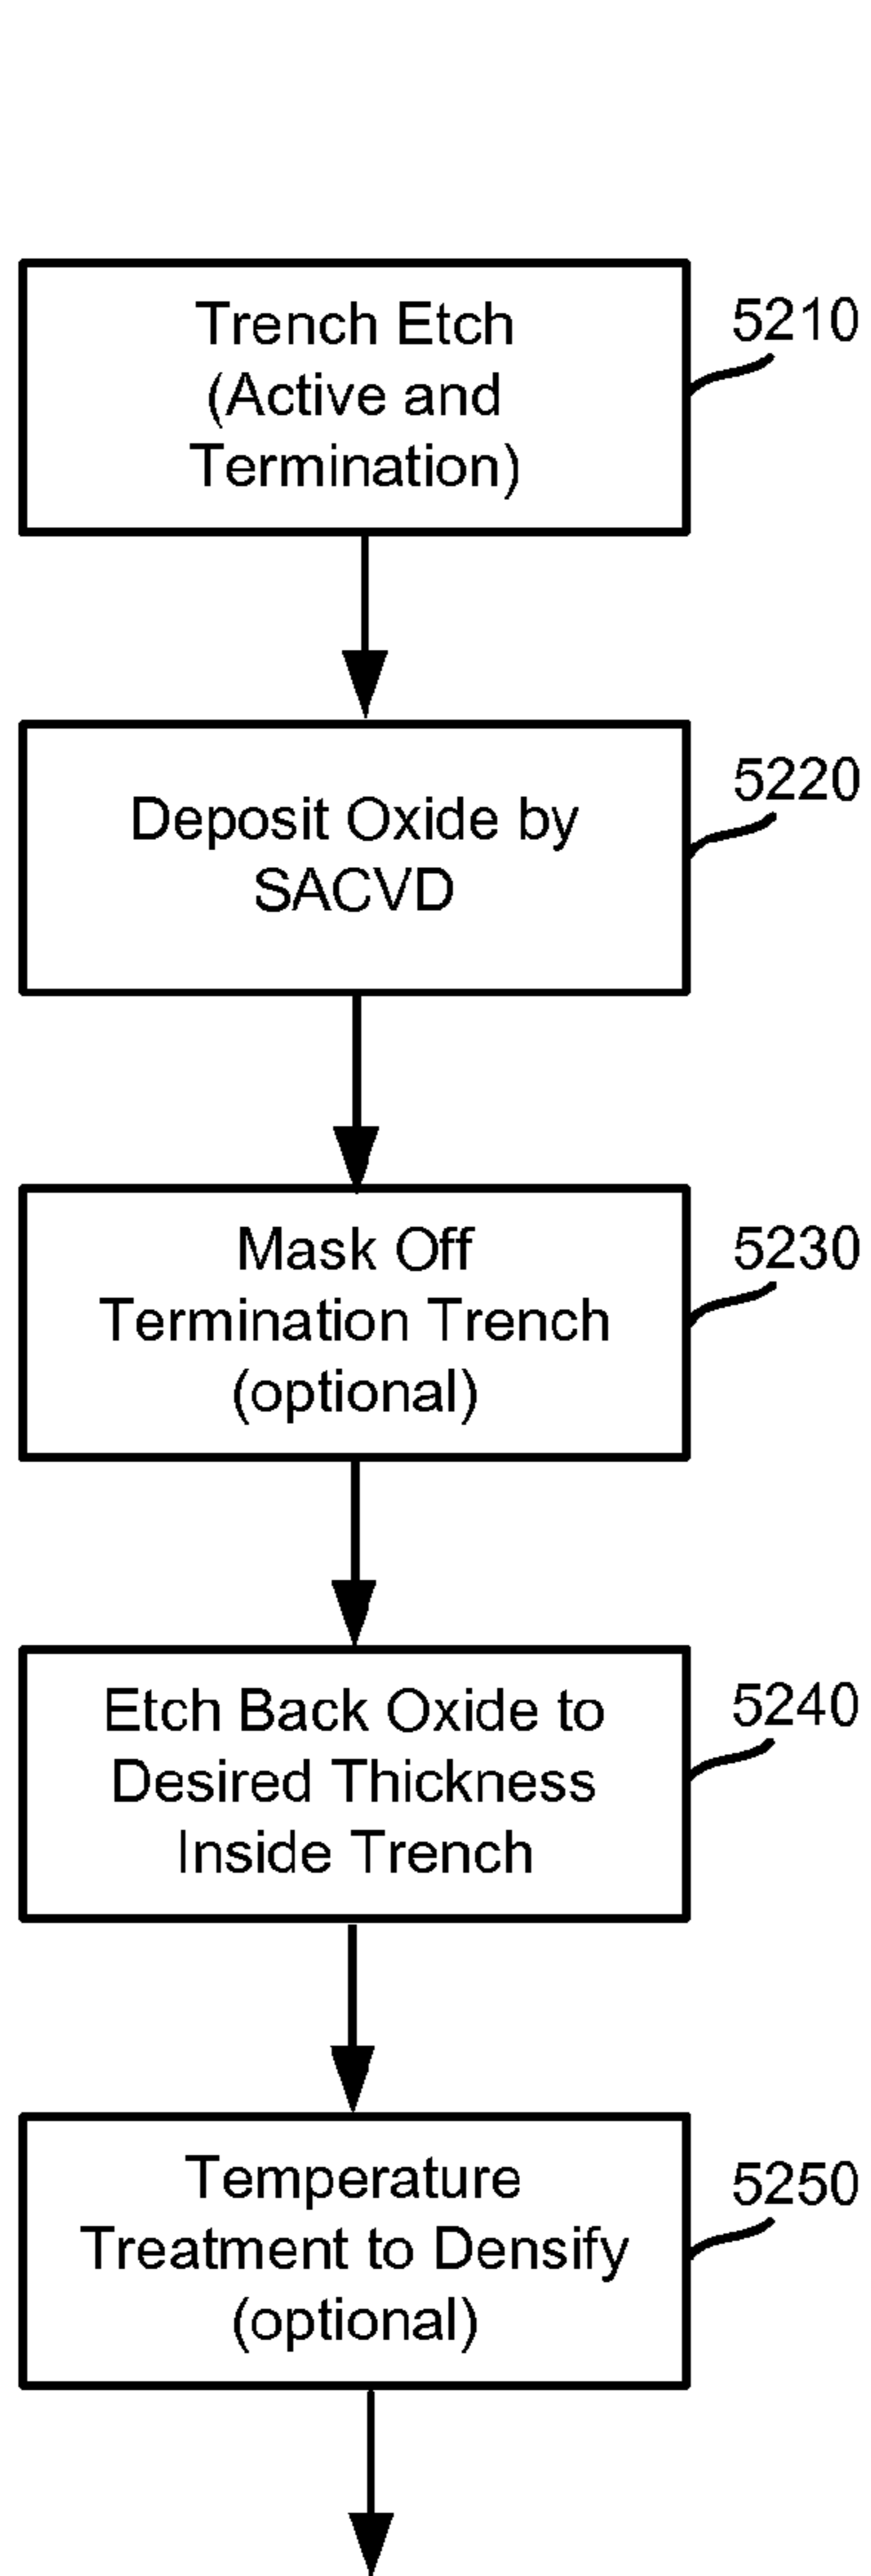 Trench Etch
(Active and
Termination)
5210
Deposit Oxide by
SACVD
5220
Mask Off
Termination Trench
(optional)
5230
Etch Back Oxide to
Desired Thickness
Inside Trench
5240
Temperature
Treatment to Densify
(optional)
5250